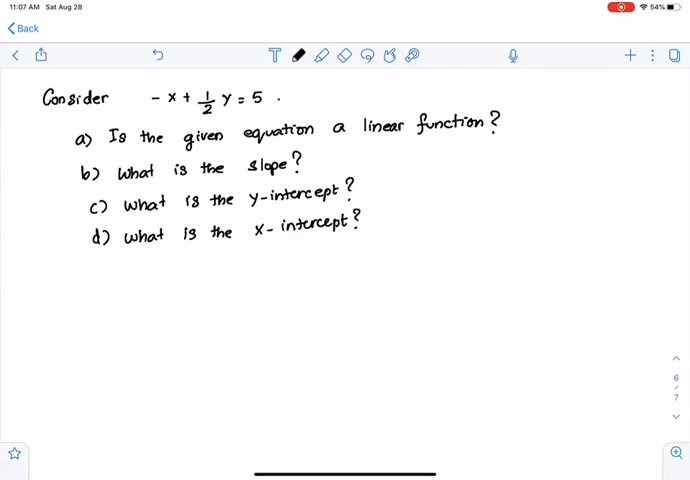 11:07 AM Sat Aug 28 54%
Back
T
Consider - x + 1/2 y = 5 .
a) Is the given equation a linear function?
b) What is the slope?
c) What is the y-intercept?
d) What is the x-intercept?
6
/
7